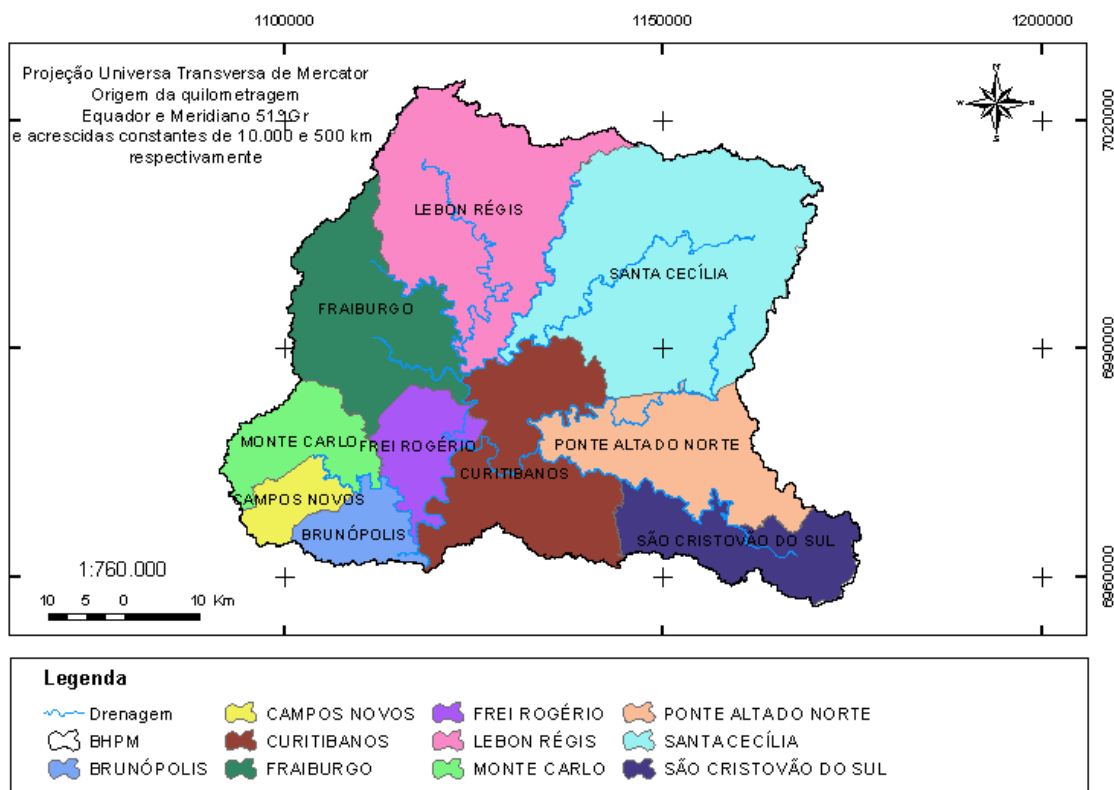 1100000 1150000 1200000
Projeção Universa Transversa de Mercator
Origem da quilometragem
Equador e Meridiano 51°Gr
e acrescidas constantes de 10.000 e 500 km
respectivamente
N
W
S
7020000
LEBON RÉGIS
SANTA CECÍLIA
FRAIBURGO
6990000
MONTE CARLO
FREI ROGÉRIO
PONTE ALTA DO NORTE
CURITIBANOS
CAMPOS NOVOS
BRUNÓPOLIS
SÃO CRISTOVÃO DO SUL
1:760.000
6960000
10 5 0 10 Km
Legenda
Drenagem CAMPOS NOVOS FREI ROGÉRIO PONTE ALTA DO NORTE
BHPM CURITIBANOS LEBON RÉGIS SANTA CECÍLIA
BRUNÓPOLIS FRAIBURGO MONTE CARLO SÃO CRISTOVÃO DO SUL